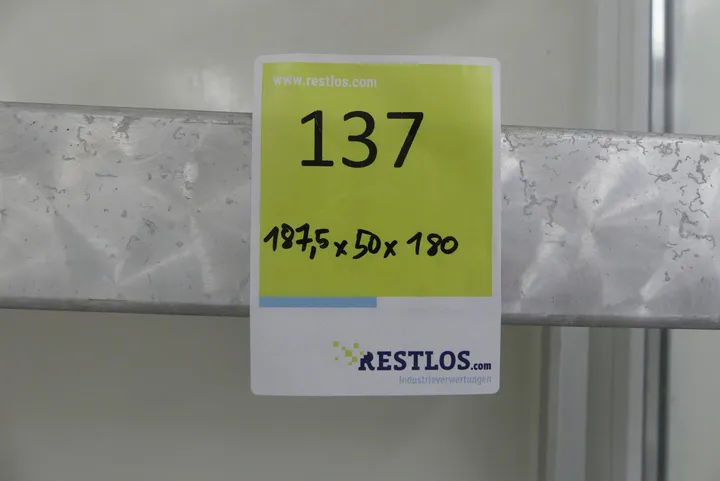 www.restlos.com
137
187,5 x 50 x 180
RESTLOS.com
Industrieverwertungen